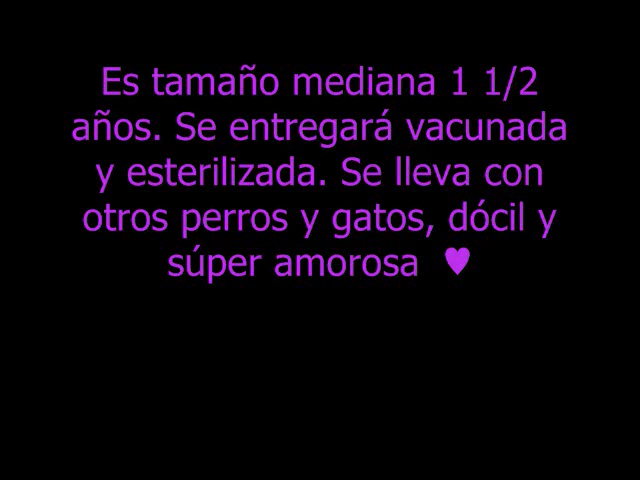 Es tamaño mediana 1 1/2
años. Se entregará vacunada
y esterilizada. Se lleva con
otros perros y gatos, dócil y
súper amorosa ♥